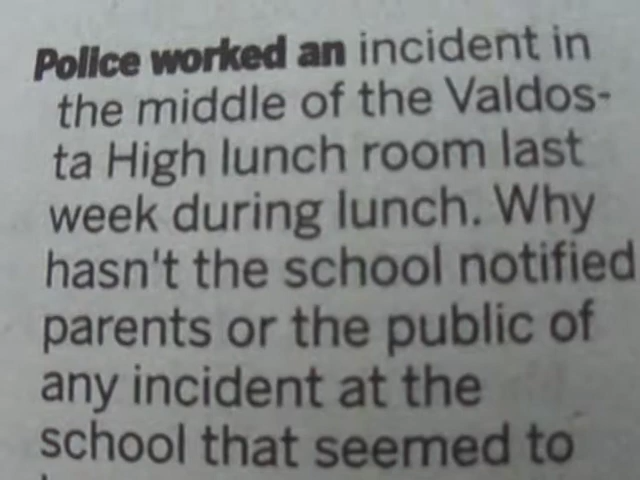 Police worked an incident in
the middle of the Valdos-
ta High lunch room last
week during lunch. Why
hasn't the school notified
parents or the public of
any incident at the
school that seemed to